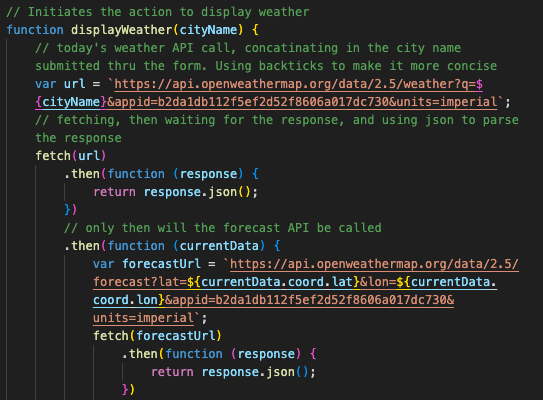 // Initiates the action to display weather
function displayWeather(cityName) {
// today's weather API call, concatinating in the city name
submitted thru the form. Using backticks to make it more concise
var url = `https://api.openweathermap.org/data/2.5/weather?q=$
{cityName}&appid=b2da1db112f5ef2d52f8606a017dc730&units=imperial`;
// fetching, then waiting for the response, and using json to parse
the response
fetch(url)
.then(function (response) {
return response.json();
})
// only then will the forecast API be called
.then(function (currentData) {
var forecastUrl = `https://api.openweathermap.org/data/2.5/
forecast?lat=${currentData.coord.lat}&lon=${currentData.
coord.lon}&appid=b2da1db112f5ef2d52f8606a017dc730&
units=imperial`;
fetch(forecastUrl)
.then(function (response) {
return response.json();
})